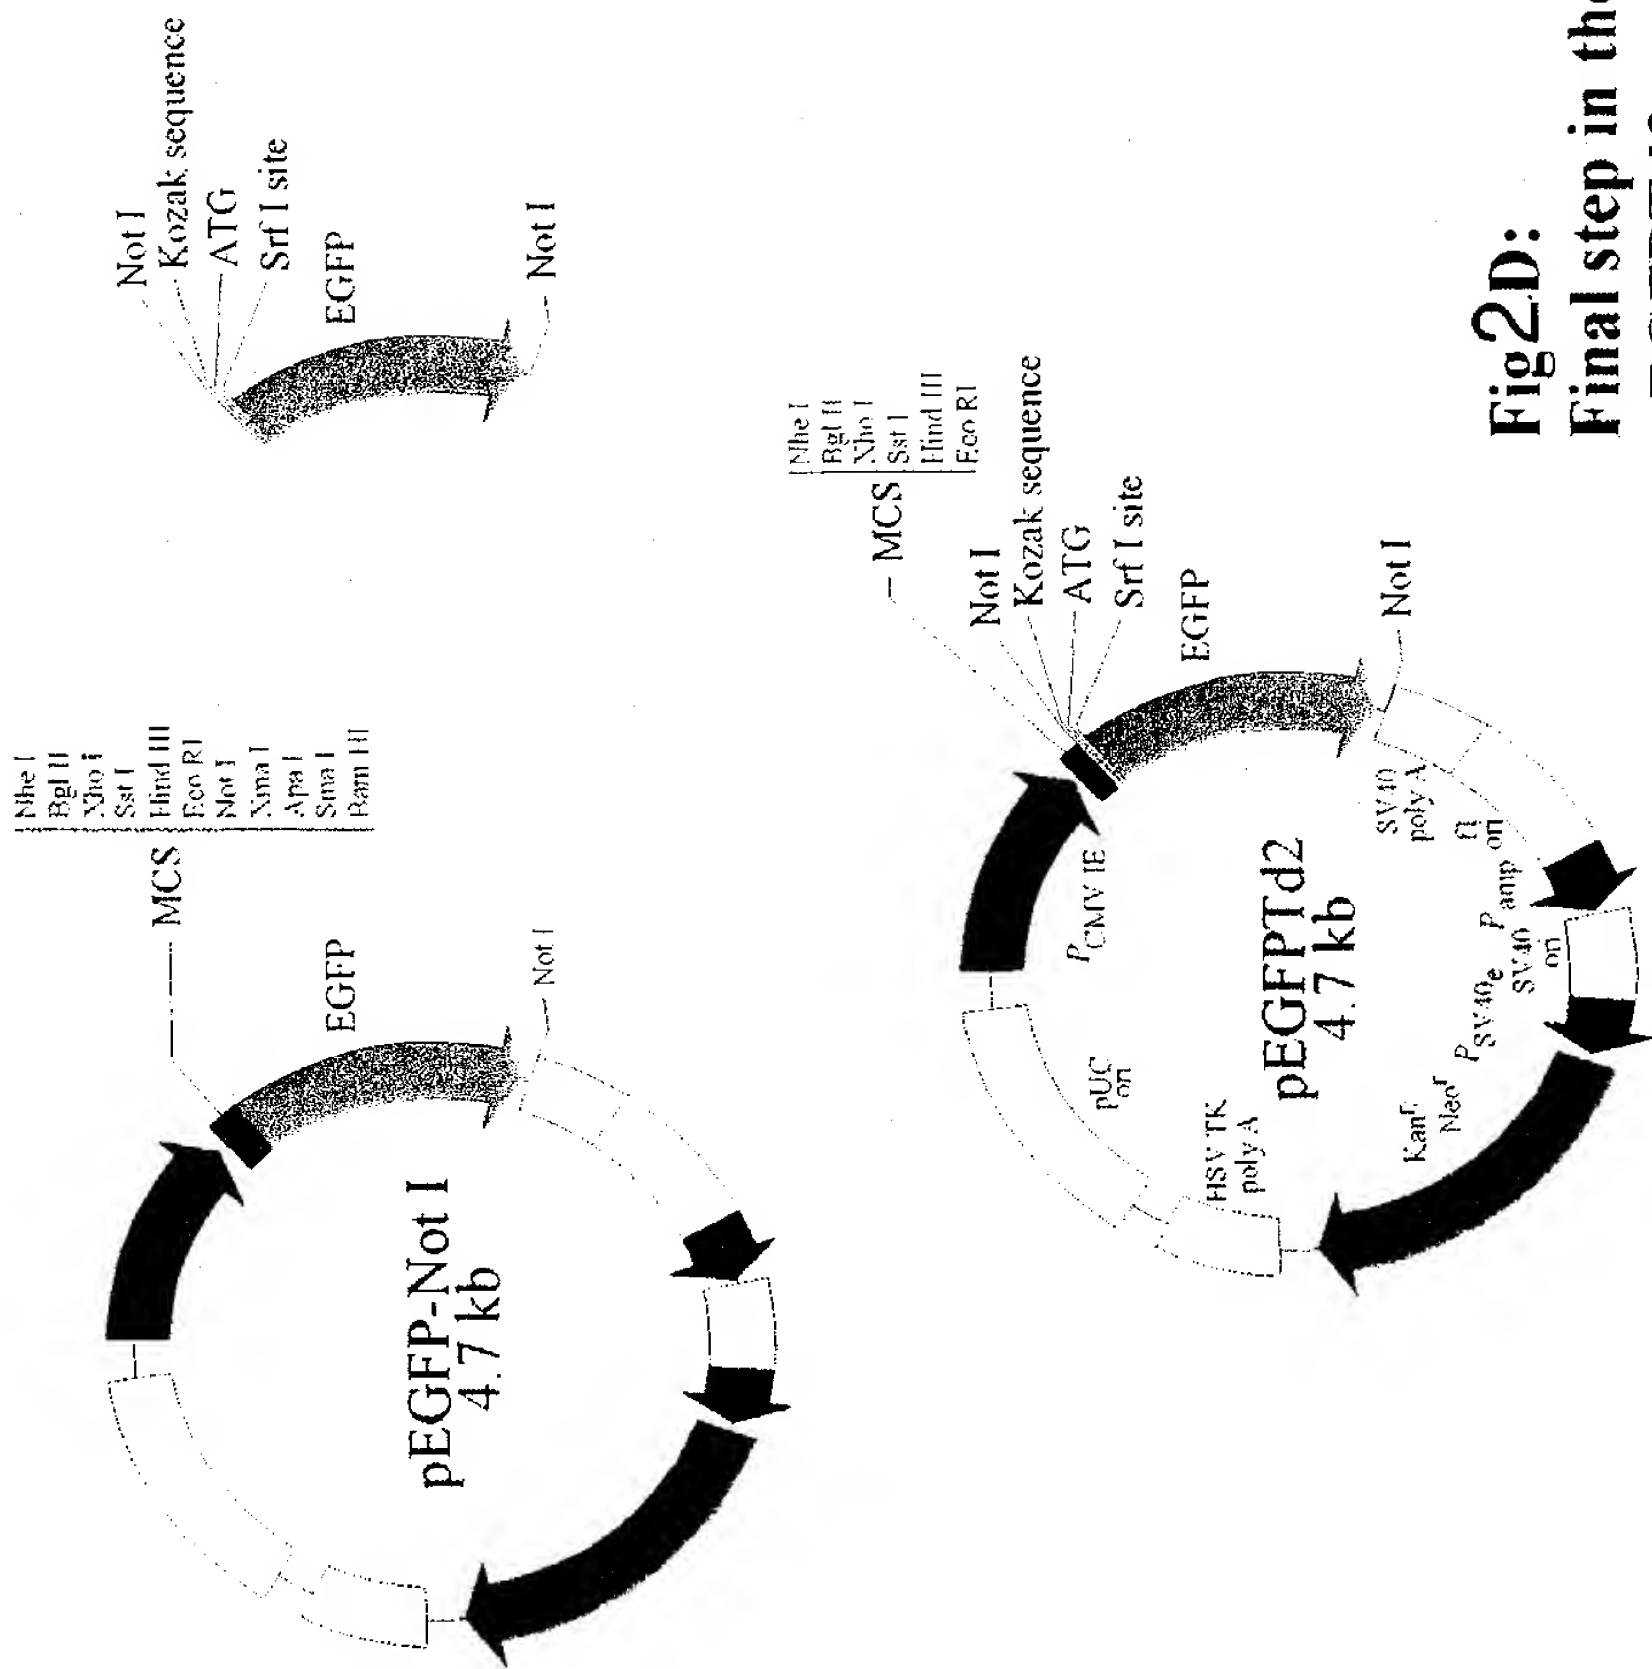 Nhe I
Bgl II
Xho I
Sst I
Hind III
Eco RI
Not I
Xma I
Apa I
Sma I
Bam HI
MCS
EGFP
Not I
pEGFP-Not I
4.7 kb
Not I
Kozak sequence
ATG
Srf I site
EGFP
Not I
Nhe I
Bgl II
Xho I
Sst I
Hind III
Eco RI
MCS
Not I
Kozak sequence
ATG
Srf I site
EGFP
Not I
P CMV IE
SV40
poly A
f1
ori
P amp
SV40
ori
P SV40e
Kanr
Neor
HSV TK
poly A
pUC
ori
pEGFPTd2
4.7 kb
Fig2D:
Final step in the